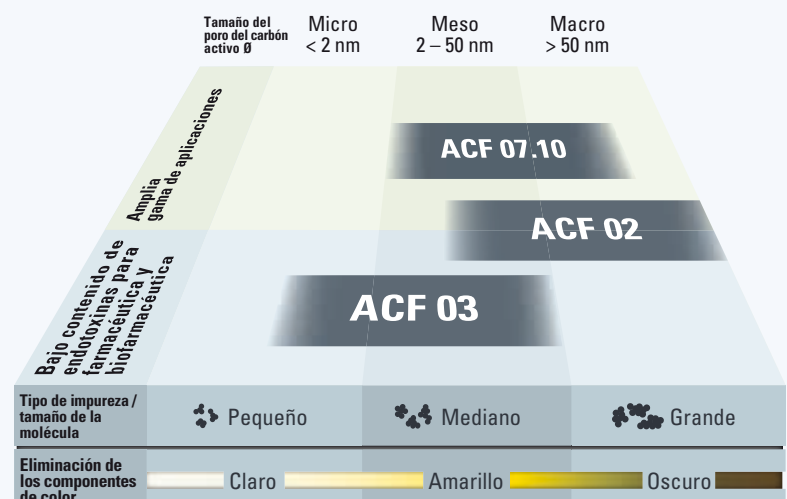 Tamaño del
poro del carbón
activo Ø
Micro
< 2 nm
Meso
2 – 50 nm
Macro
> 50 nm
Amplia
gama de aplicaciones
ACF 07.10
ACF 02
Bajo contenido de
endotoxinas para
farmacéutica y
biofarmacéutica
ACF 03
Tipo de impureza /
tamaño de la
molécula
Pequeño
Mediano
Grande
Eliminación de
los componentes
de color
Claro
Amarillo
Oscuro